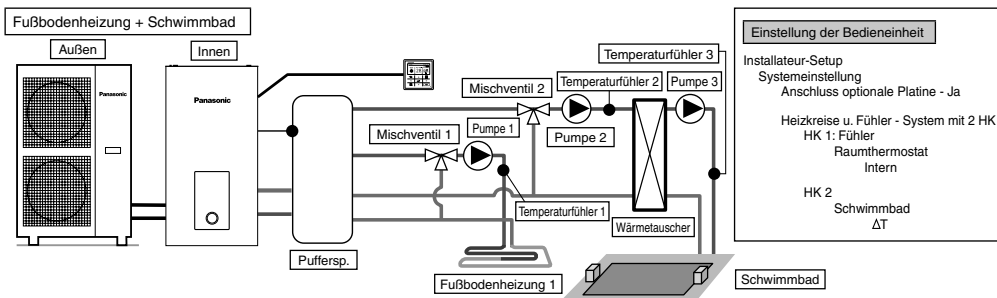 Fußbodenheizung + Schwimmbad
Außen
Innen
Panasonic
Panasonic
Mischventil 1
Pumpe 1
Mischventil 2
Temperaturfühler 2
Pumpe 2
Temperaturfühler 3
Pumpe 3
Temperaturfühler 1
Wärmetauscher
Puffersp.
Fußbodenheizung 1
Schwimmbad
Einstellung der Bedieneinheit
Installateur-Setup
Systemeinstellung
Anschluss optionale Platine - Ja
Heizkreise u. Fühler - System mit 2 HK
HK 1: Fühler
Raumthermostat
Intern
HK 2
Schwimmbad
ΔT